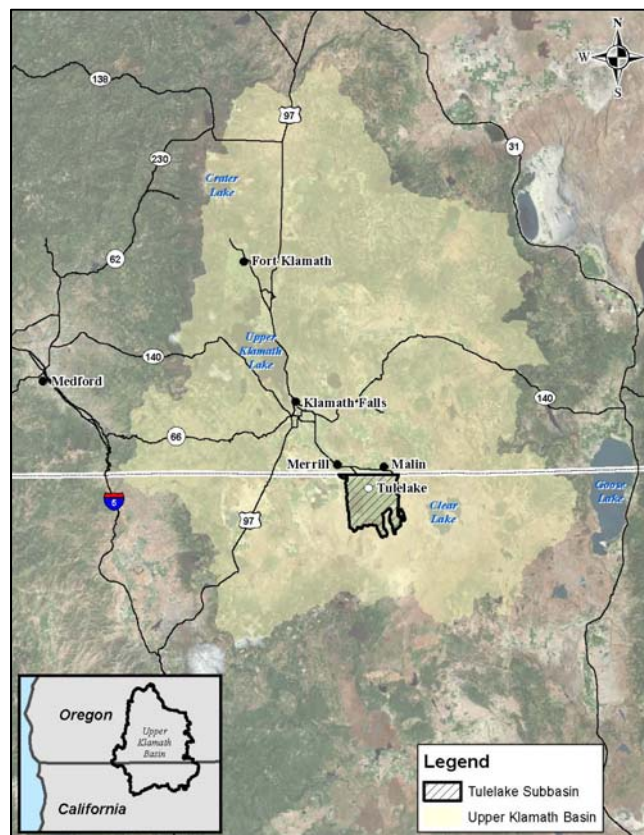 N
W
S
138
97
31
230
Crater
Lake
62
Fort Klamath
Upper
Klamath
Lake
140
Medford
Klamath Falls
140
66
Merrill
Malin
Tulelake
5
97
Clear
Lake
Goose
Lake
Oregon
Upper
Klamath
Basin
California
Legend
Tulelake Subbasin
Upper Klamath Basin